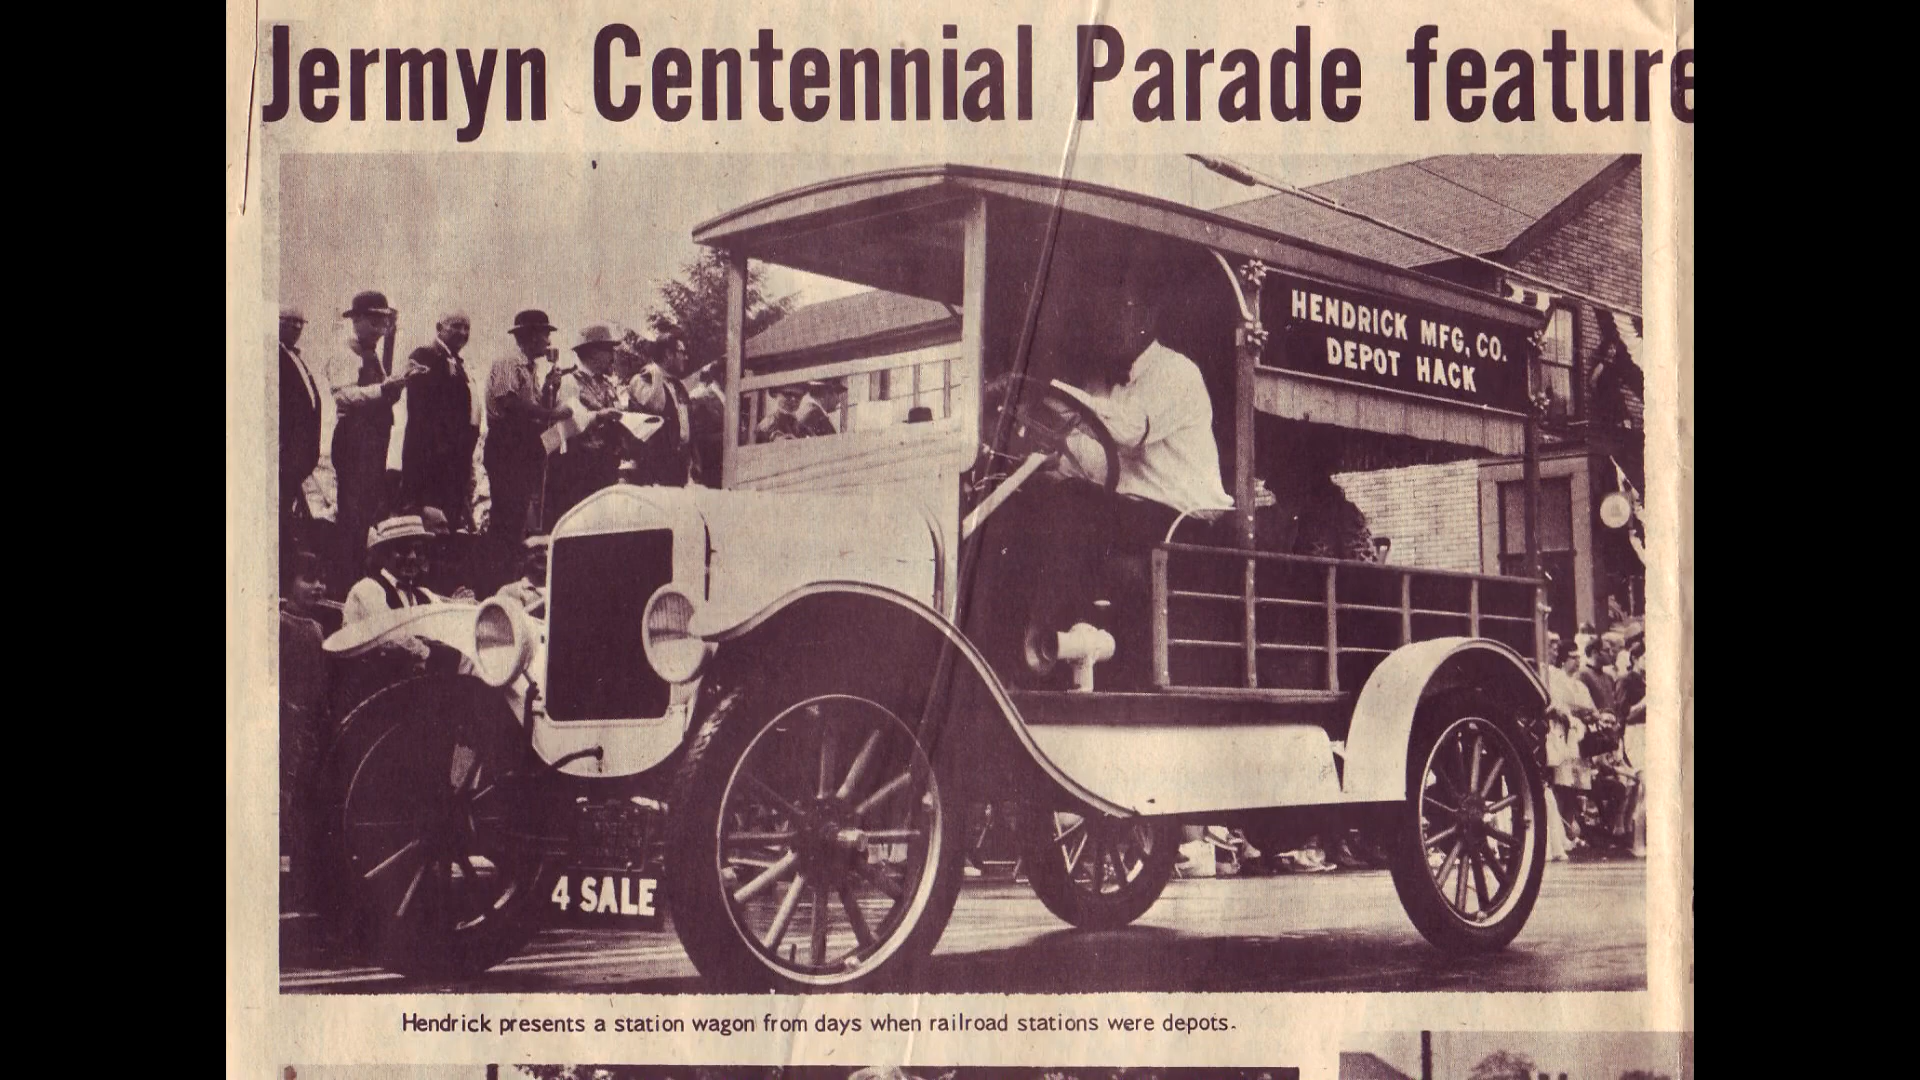 Jermyn Centennial Parade feature
HENDRICK MFG, CO.
DEPOT HACK
4 SALE
Hendrick presents a station wagon from days when railroad stations were depots.